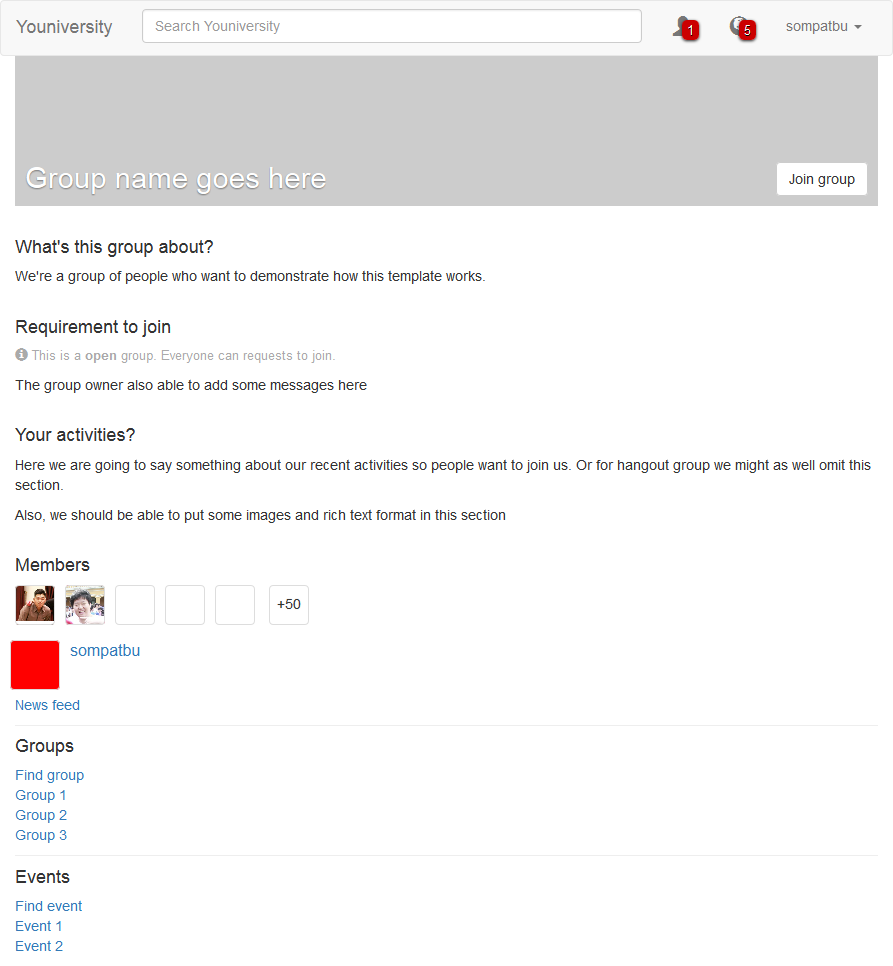 Youniversity
Search Youniversity
1
5
sompatbu
Group name goes here
Join group
What's this group about?
We're a group of people who want to demonstrate how this template works.
Requirement to join
This is a open group. Everyone can requests to join.
The group owner also able to add some messages here
Your activities?
Here we are going to say something about our recent activities so people want to join us. Or for hangout group we might as well omit this
section.
Also, we should be able to put some images and rich text format in this section
Members
+50
sompatbu
News feed
Groups
Find group
Group 1
Group 2
Group 3
Events
Find event
Event 1
Event 2